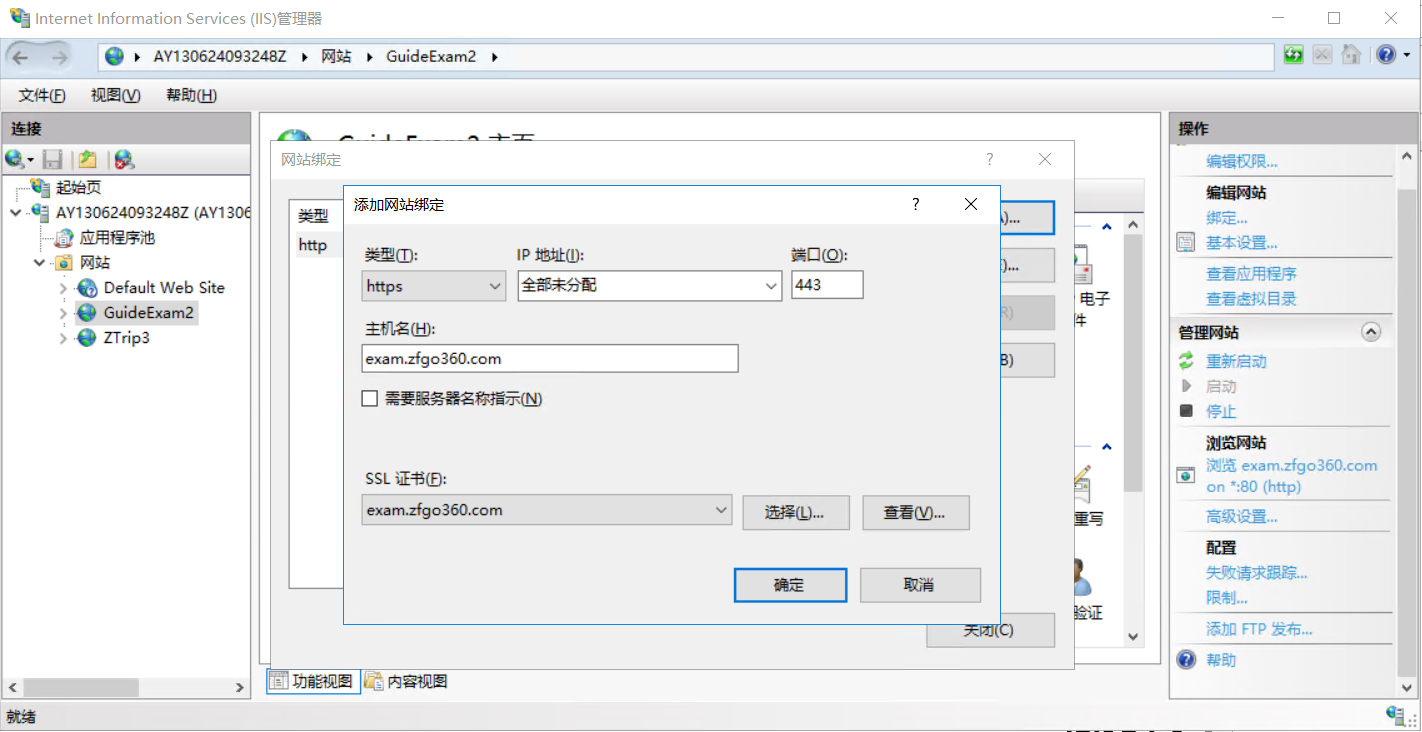 Internet Information Services (IIS)管理器
AY130624093248Z
网站
GuideExam2
文件(F)
视图(V)
帮助(H)
连接
起始页
AY130624093248Z (AY1306
应用程序池
网站
Default Web Site
GuideExam2
ZTrip3
GuideExam2 主页
网站绑定
?
类型
http
添加网站绑定
?
类型(T):
IP 地址(I):
端口(O):
https
全部未分配
443
主机名(H):
exam.zfgo360.com
需要服务器名称指示(N)
SSL 证书(F):
exam.zfgo360.com
选择(L)...
查看(V)...
确定
取消
)...
)...
R)
B)
关闭(C)
电子
件
重写
验证
功能视图
内容视图
操作
编辑权限...
编辑网站
绑定...
基本设置...
查看应用程序
查看虚拟目录
管理网站
重新启动
启动
停止
浏览网站
浏览 exam.zfgo360.com
on *:80 (http)
高级设置...
配置
失败请求跟踪...
限制...
添加 FTP 发布...
帮助
就绪